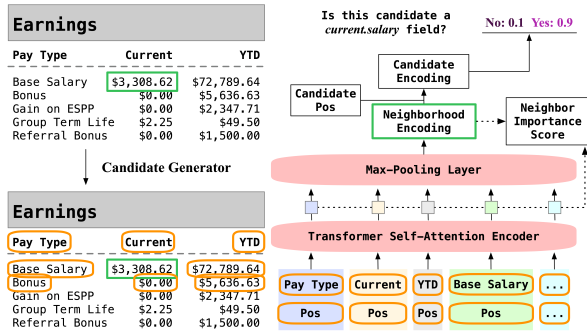 Earnings
Pay Type Current YTD
Base Salary $3,308.62 $72,789.64
Bonus $0.00 $5,636.63
Gain on ESPP $0.00 $2,347.71
Group Term Life $2.25 $49.50
Referral Bonus $0.00 $1,500.00
Candidate Generator
Earnings
Pay Type Current YTD
Base Salary $3,308.62 $72,789.64
Bonus $0.00 $5,636.63
Gain on ESPP $0.00 $2,347.71
Group Term Life $2.25 $49.50
Referral Bonus $0.00 $1,500.00
Is this candidate a
current.salary field?
No: 0.1 Yes: 0.9
Candidate
Encoding
Candidate
Pos
Neighborhood
Encoding
Neighbor
Importance
Score
Max-Pooling Layer
Transformer Self-Attention Encoder
Pay Type Current YTD Base Salary ...
Pos Pos Pos Pos ...